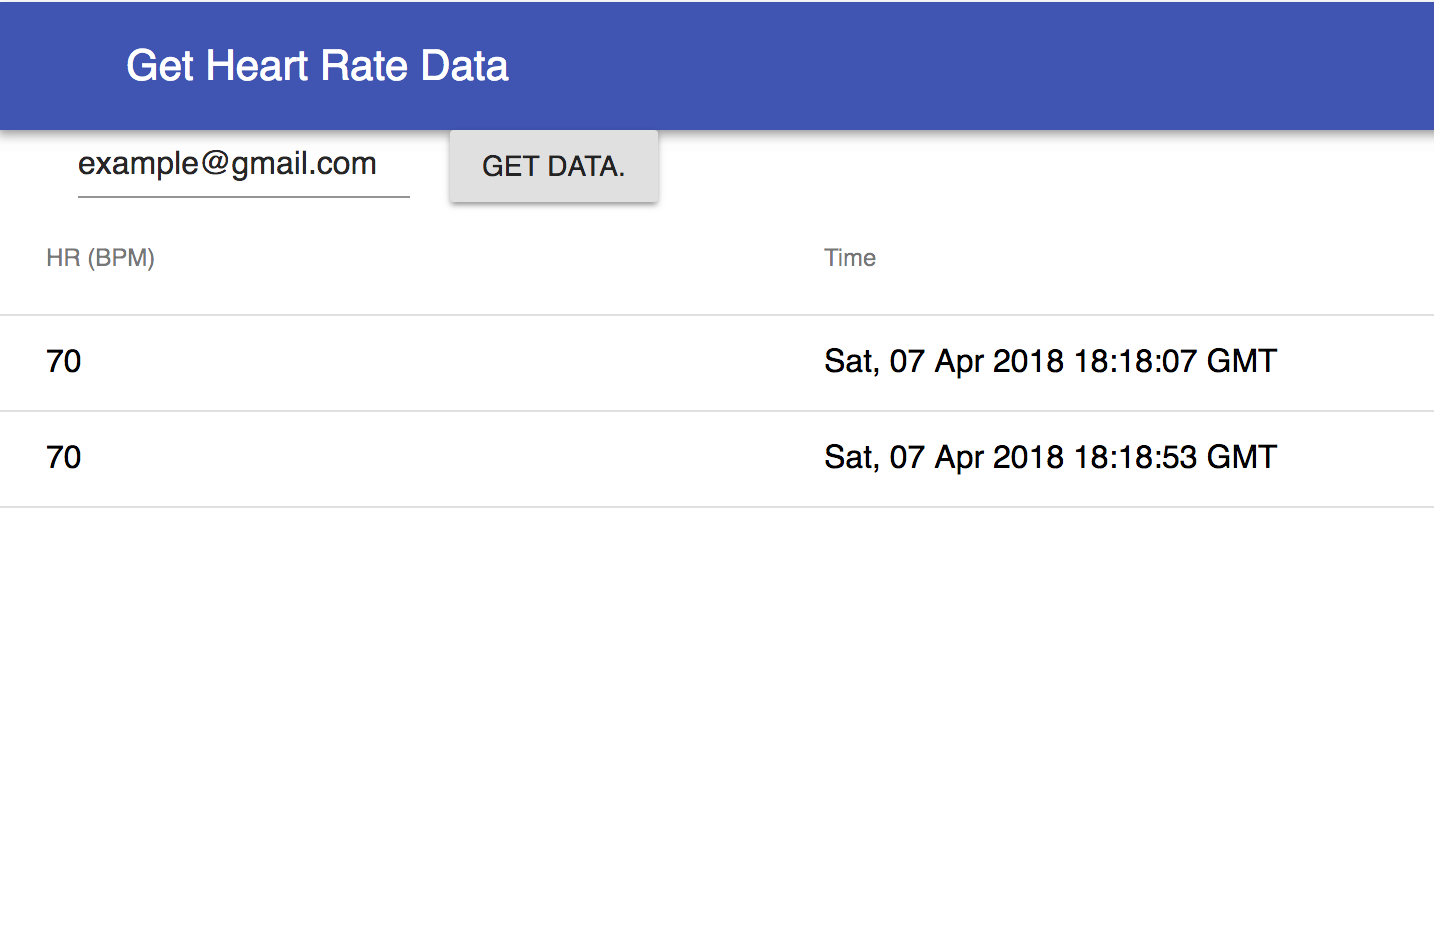 Get Heart Rate Data
example@gmail.com GET DATA.
HR (BPM) Time
70 Sat, 07 Apr 2018 18:18:07 GMT
70 Sat, 07 Apr 2018 18:18:53 GMT